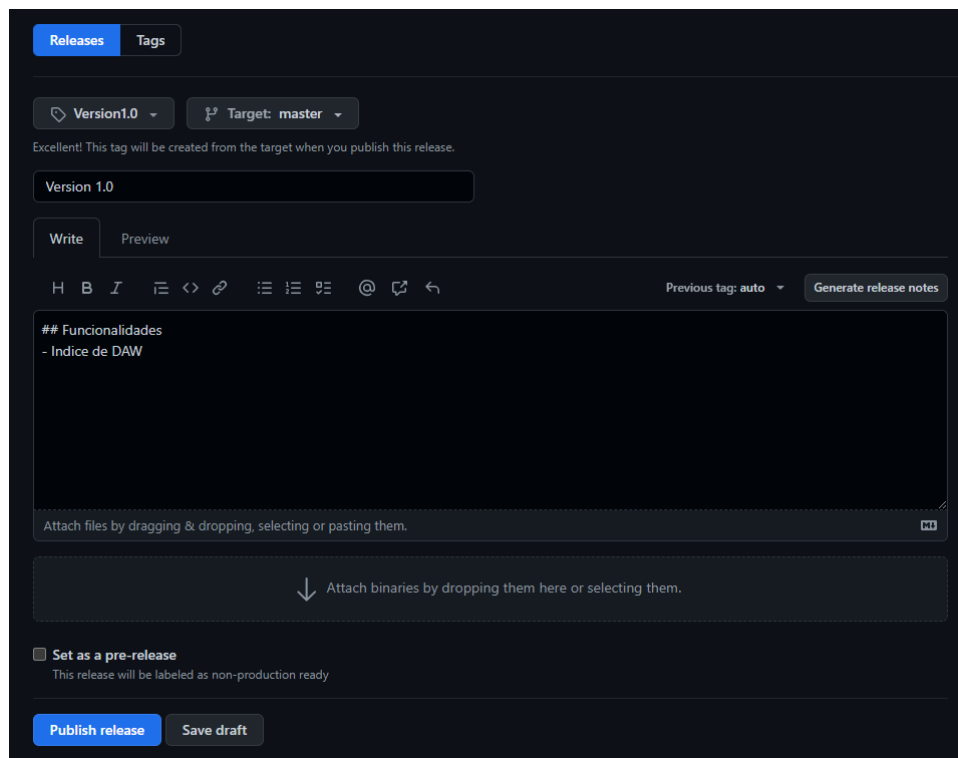 Releases Tags
Version1.0 Target: master
Excellent! This tag will be created from the target when you publish this release.
Version 1.0
Write Preview
H B I @ Previous tag: auto Generate release notes
## Funcionalidades
- Indice de DAW
Attach files by dragging & dropping, selecting or pasting them.
Attach binaries by dropping them here or selecting them.
Set as a pre-release
This release will be labeled as non-production ready
Publish release Save draft